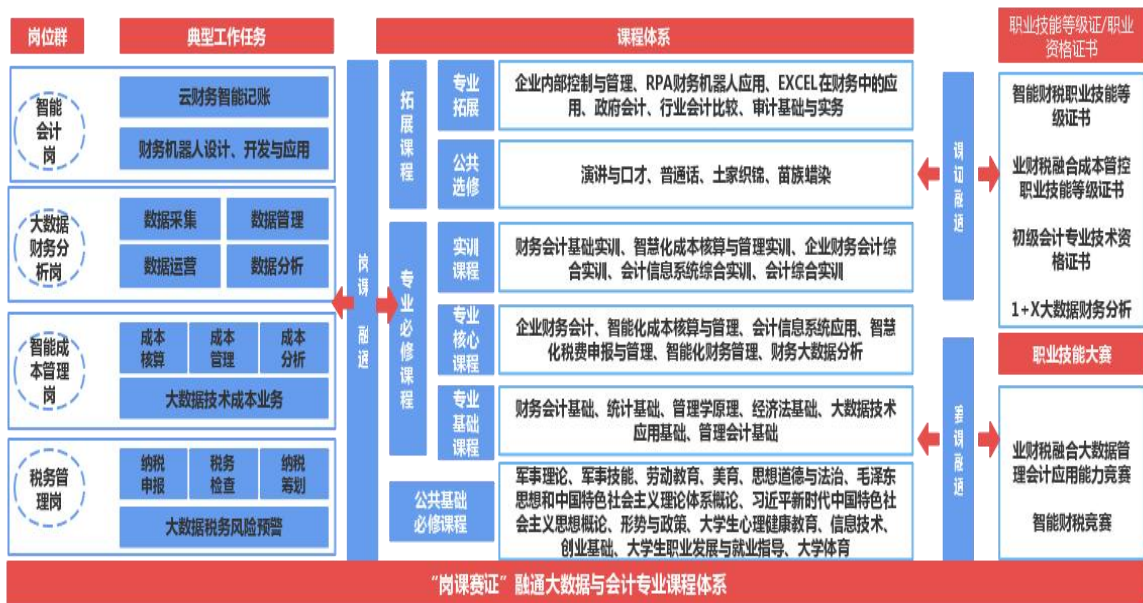 岗位群
典型工作任务
课程体系
职业技能等级证/职业
资格证书
智能
会计
岗
云财务智能记账
财务机器人设计、开发与应用
大数据
财务分
析岗
数据采集
数据管理
数据运营
数据分析
智能成
本管理
岗
成本
核算
成本
管理
成本
分析
大数据技术成本业务
税务管
理岗
纳税
申报
税务
检查
纳税
筹划
大数据税务风险预警
岗课 融通
拓展课程
专业
拓展
企业内部控制与管理、RPA财务机器人应用、EXCEL在财务中的应
用、政府会计、行业会计比较、审计基础与实务
公共
选修
演讲与口才、普通话、土家织锦、苗族蜡染
专业必修课程
实训
课程
财务会计基础实训、智慧化成本核算与管理实训、企业财务会计综
合实训、会计信息系统综合实训、会计综合实训
专业
核心
课程
企业财务会计、智能化成本核算与管理、会计信息系统应用、智慧
化税费申报与管理、智能化财务管理、财务大数据分析
专业
基础
课程
财务会计基础、统计基础、管理学原理、经济法基础、大数据技术
应用基础、管理会计基础
公共基础
必修课程
军事理论、军事技能、劳动教育、美育、思想道德与法治、毛泽东
思想和中国特色社会主义理论体系概论、习近平新时代中国特色社
会主义思想概论、形势与政策、大学生心理健康教育、信息技术、
创业基础、大学生职业发展与就业指导、大学体育
课证融通
赛课融通
智能财税职业技能等
级证书
业财税融合成本管控
职业技能等级证书
初级会计专业技术资
格证书
1+X大数据财务分析
职业技能大赛
业财税融合大数据管
理会计应用能力竞赛
智能财税竞赛
“岗课赛证”融通大数据与会计专业课程体系